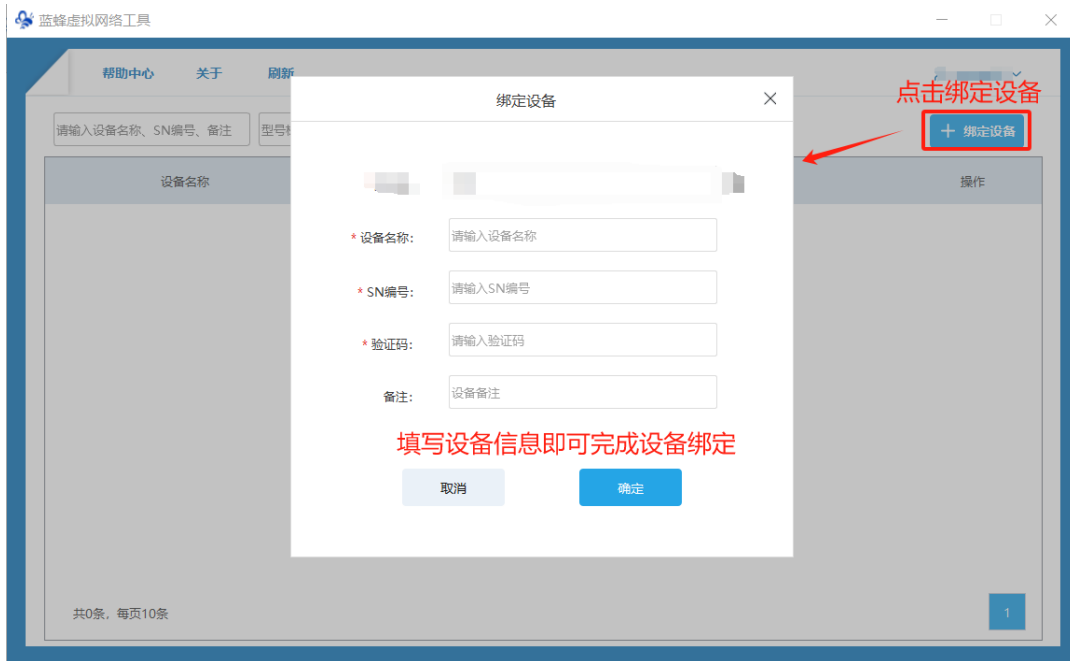 蓝蜂虚拟网络工具
帮助中心 关于 刷新
点击绑定设备
请输入设备名称、SN编号、备注 型号
+ 绑定设备
设备名称 操作
绑定设备
* 设备名称: 请输入设备名称
* SN编号: 请输入SN编号
* 验证码: 请输入验证码
备注: 设备备注
填写设备信息即可完成设备绑定
取消 确定
共0条，每页10条 1